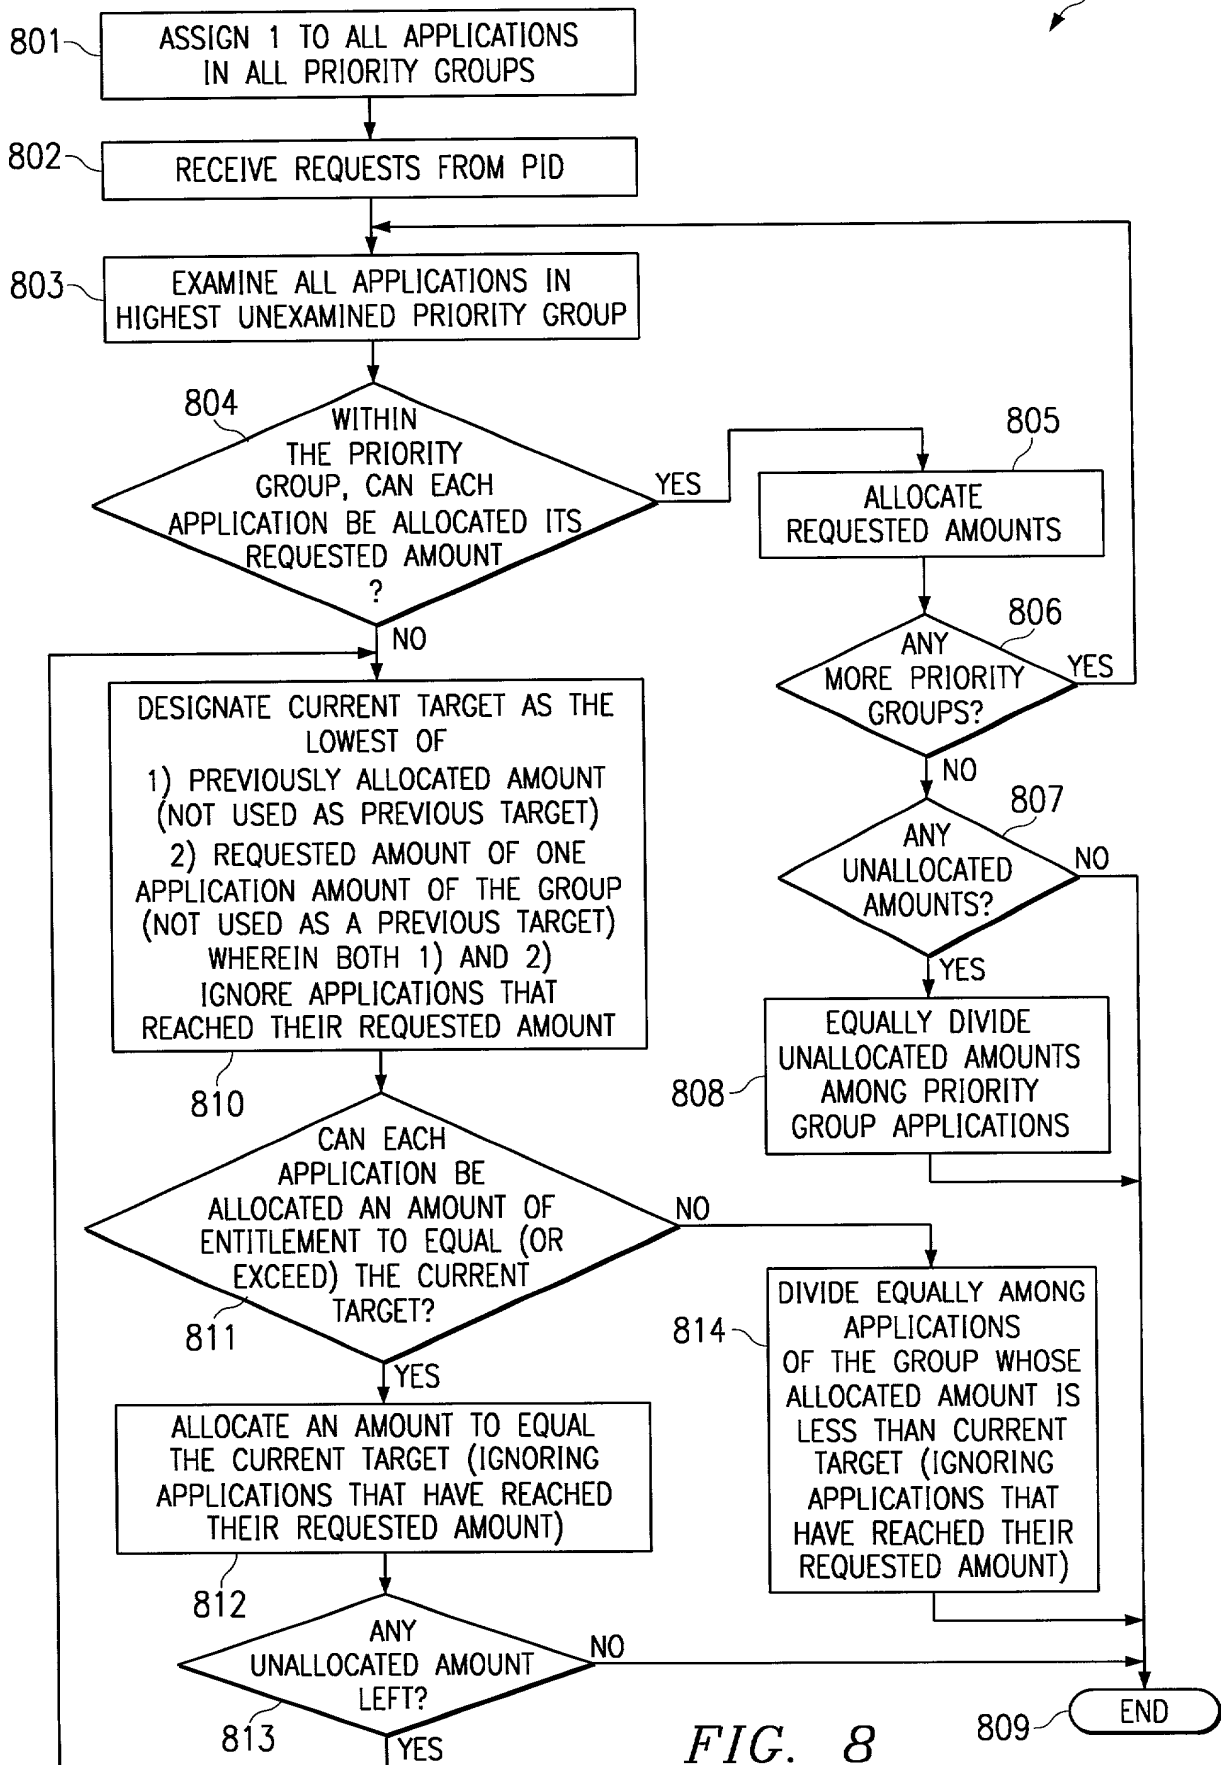 801
ASSIGN 1 TO ALL APPLICATIONS
IN ALL PRIORITY GROUPS
802
RECEIVE REQUESTS FROM PID
803
EXAMINE ALL APPLICATIONS IN
HIGHEST UNEXAMINED PRIORITY GROUP
804
WITHIN
THE PRIORITY
GROUP, CAN EACH
APPLICATION BE ALLOCATED ITS
REQUESTED AMOUNT
?
YES
NO
805
ALLOCATE
REQUESTED AMOUNTS
806
ANY
MORE PRIORITY
GROUPS?
YES
NO
807
ANY
UNALLOCATED
AMOUNTS?
NO
YES
808
EQUALLY DIVIDE
UNALLOCATED AMOUNTS
AMONG PRIORITY
GROUP APPLICATIONS
DESIGNATE CURRENT TARGET AS THE
LOWEST OF
1) PREVIOUSLY ALLOCATED AMOUNT
(NOT USED AS PREVIOUS TARGET)
2) REQUESTED AMOUNT OF ONE
APPLICATION AMOUNT OF THE GROUP
(NOT USED AS A PREVIOUS TARGET)
WHEREIN BOTH 1) AND 2)
IGNORE APPLICATIONS THAT
REACHED THEIR REQUESTED AMOUNT
810
CAN EACH
APPLICATION BE
ALLOCATED AN AMOUNT OF
ENTITLEMENT TO EQUAL (OR
EXCEED) THE CURRENT
TARGET?
811
NO
YES
814
DIVIDE EQUALLY AMONG
APPLICATIONS
OF THE GROUP WHOSE
ALLOCATED AMOUNT IS
LESS THAN CURRENT
TARGET (IGNORING
APPLICATIONS THAT
HAVE REACHED THEIR
REQUESTED AMOUNT)
ALLOCATE AN AMOUNT TO EQUAL
THE CURRENT TARGET (IGNORING
APPLICATIONS THAT HAVE REACHED
THEIR REQUESTED AMOUNT)
812
ANY
UNALLOCATED AMOUNT
LEFT?
813
NO
YES
809
END
FIG. 8